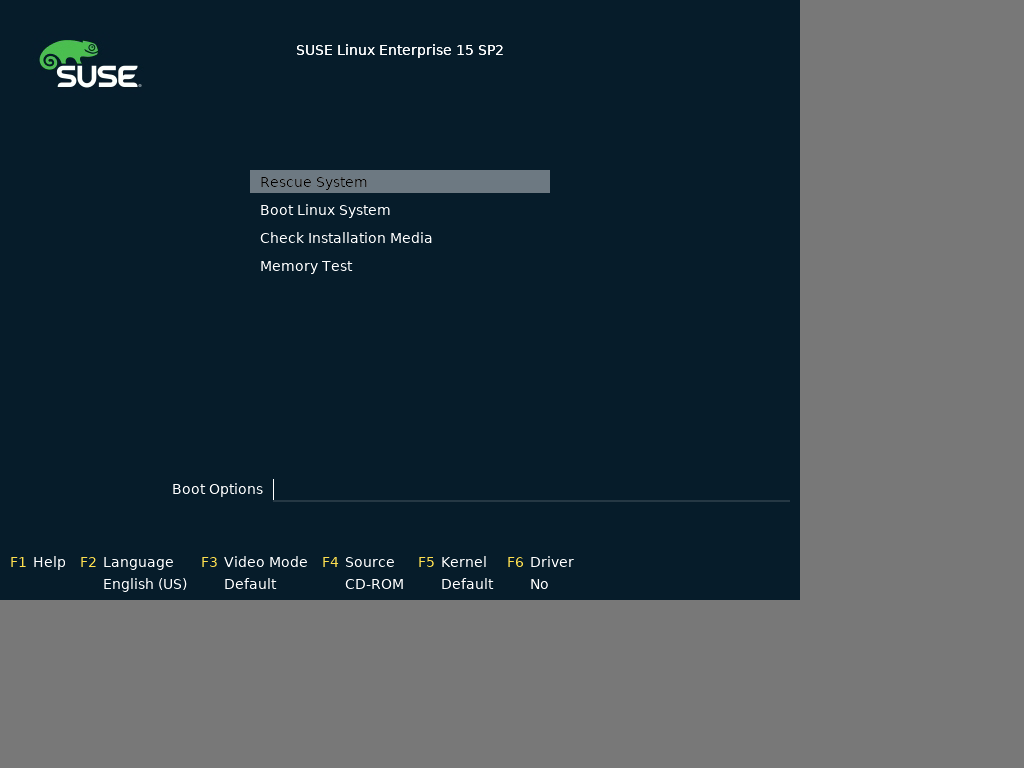 SUSE
SUSE Linux Enterprise 15 SP2
Rescue System
Boot Linux System
Check Installation Media
Memory Test
Boot Options
F1 Help F2 Language F3 Video Mode F4 Source F5 Kernel F6 Driver
English (US) Default CD-ROM Default No